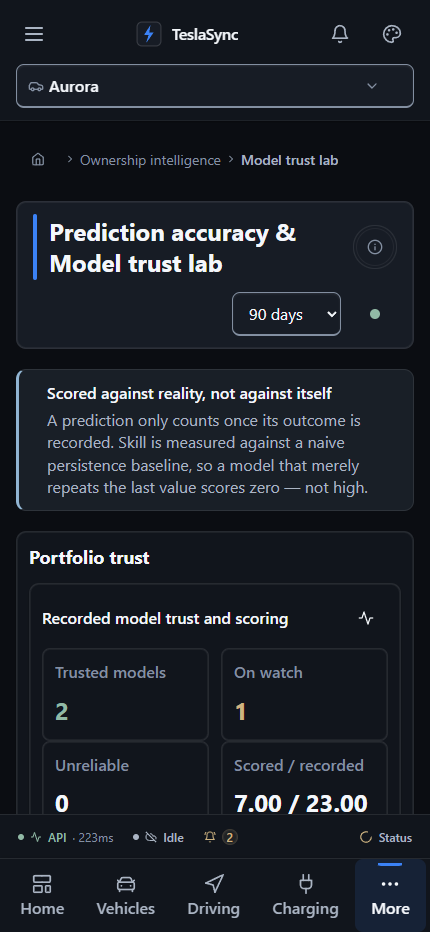 TeslaSync
Aurora
Ownership intelligence
Model trust lab
Prediction accuracy &
Model trust lab
90 days
Scored against reality, not against itself
A prediction only counts once its outcome is
recorded. Skill is measured against a naive
persistence baseline, so a model that merely
repeats the last value scores zero — not high.
Portfolio trust
Recorded model trust and scoring
Trusted models
On watch
2
1
Unreliable
Scored / recorded
0
7.00 / 23.00
API · 223ms
Idle
2
Status
Home
Vehicles
Driving
Charging
More